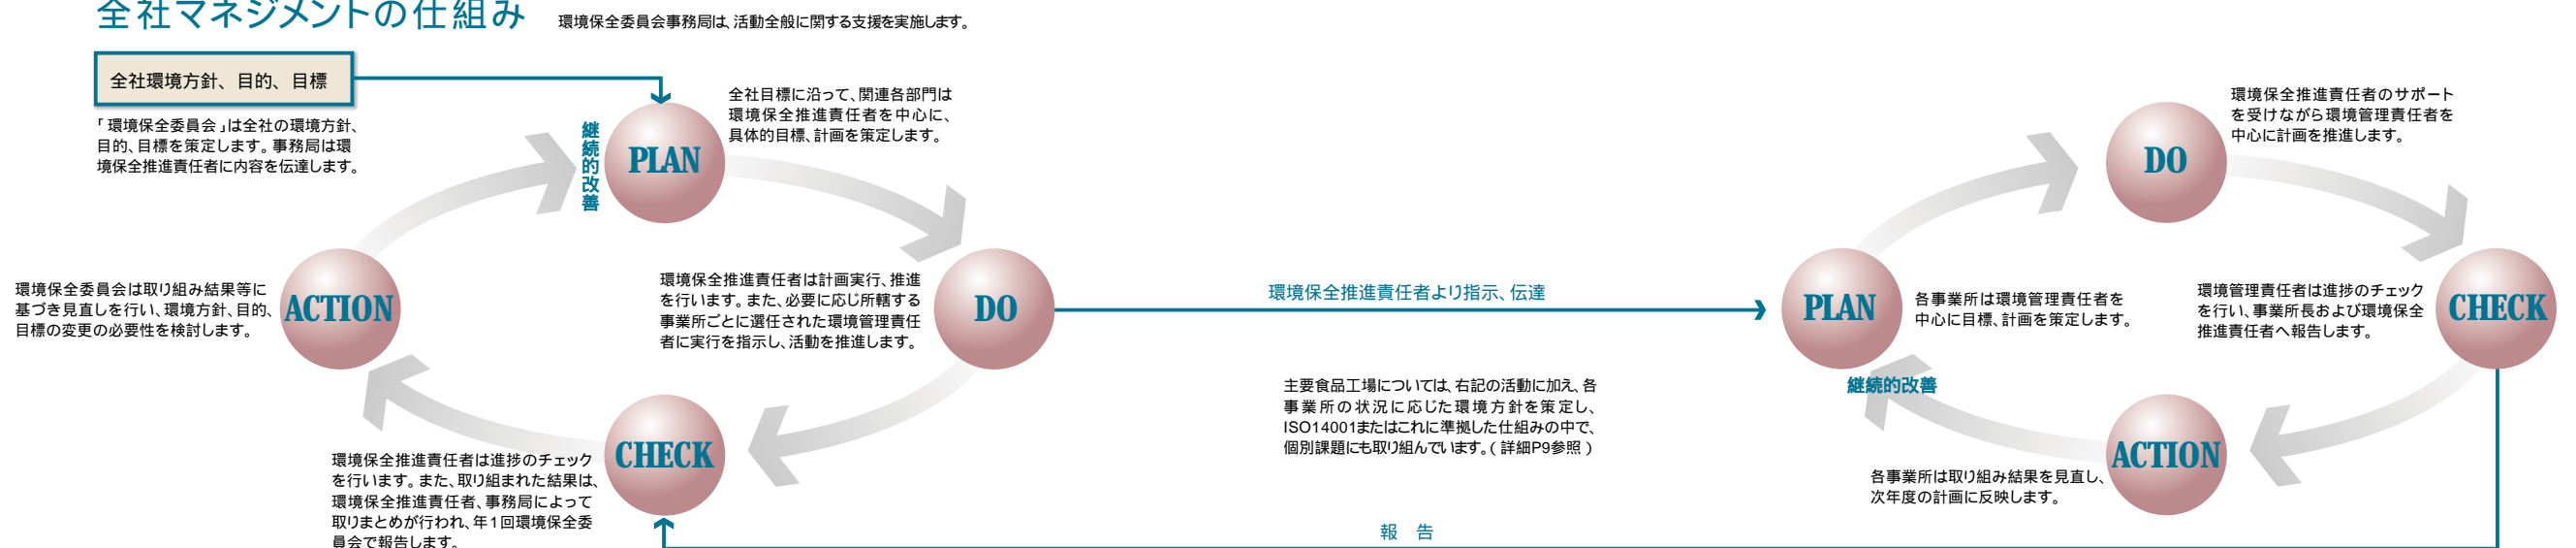 全社マネジメントの仕組み
環境保全委員会事務局は、活動全般に関する支援を実施します。
全社環境方針、目的、目標
「環境保全委員会」は全社の環境方針、
目的、目標を策定します。事務局は環
境保全推進責任者に内容を伝達します。
継続的改善
PLAN
全社目標に沿って、関連各部門は
環境保全推進責任者を中心に、
具体的目標、計画を策定します。
環境保全推進責任者は計画実行、推進
を行います。また、必要に応じ所轄する
事業所ごとに選任された環境管理責任
者に実行を指示し、活動を推進します。
DO
環境保全委員会は取り組み結果等に
基づき見直しを行い、環境方針、目的、
目標の変更の必要性を検討します。
ACTION
CHECK
環境保全推進責任者は進捗のチェック
を行います。また、取り組まれた結果は、
環境保全推進責任者、事務局によって
取りまとめが行われ、年1回環境保全委
員会で報告します。
環境保全推進責任者より指示、伝達
主要食品工場については、右記の活動に加え、各
事業所の状況に応じた環境方針を策定し、
ISO14001またはこれに準拠した仕組みの中で、
個別課題にも取り組んでいます。(詳細P9参照)
報 告
DO
環境保全推進責任者のサポート
を受けながら環境管理責任者を
中心に計画を推進します。
PLAN
各事業所は環境管理責任者を
中心に目標、計画を策定します。
環境管理責任者は進捗のチェック
を行い、事業所長および環境保全
推進責任者へ報告します。
CHECK
継続的改善
各事業所は取り組み結果を見直し、
次年度の計画に反映します。
ACTION